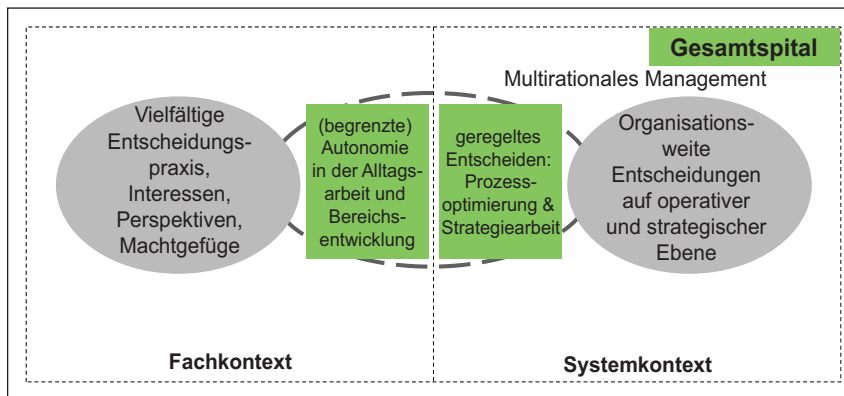 Gesamtspital
Multirationales Management
Vielfältige
Entscheidungs-
praxis,
Interessen,
Perspektiven,
Machtgefüge
(begrenzte)
Autonomie
in der Alltags-
arbeit und
Bereichs-
entwicklung
geregeltes
Entscheiden:
Prozess-
optimierung &
Strategiearbeit
Organisations-
weite
Entscheidungen
auf operativer
und strategischer
Ebene
Fachkontext
Systemkontext